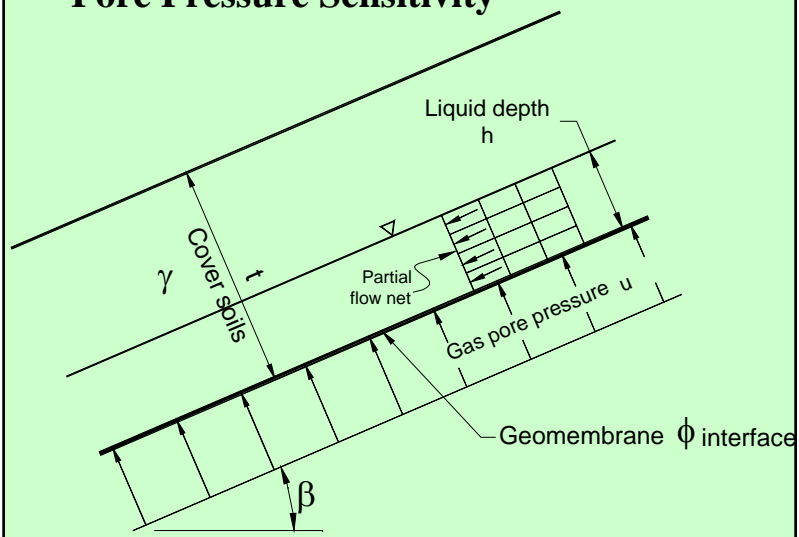 Pore Pressure Sensitivity
Liquid depth
h
Cover soils
t
γ
Partial
flow net
Gas pore pressure u
Geomembrane ϕ interface
β